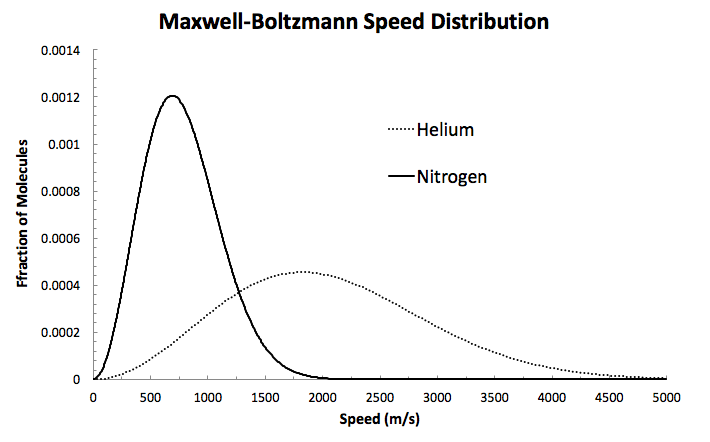 Maxwell-Boltzmann Speed Distribution
0.0014
0.0012
0.001
0.0008
0.0006
0.0004
0.0002
0
Ffraction of Molecules
Helium
Nitrogen
0 500 1000 1500 2000 2500 3000 3500 4000 4500 5000
Speed (m/s)